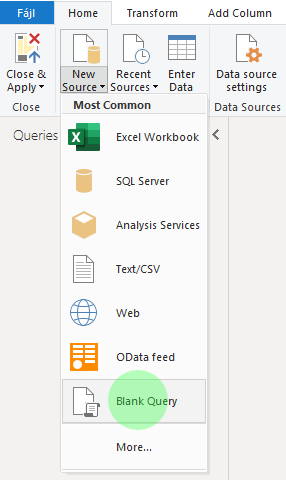 Fájl
Home
Transform
Add Column
Close &
Apply
New
Source
Recent
Sources
Enter
Data
Data source
settings
Close
Data Sources
Queries
Most Common
Excel Workbook
SQL Server
Analysis Services
Text/CSV
Web
OData feed
Blank Query
More...